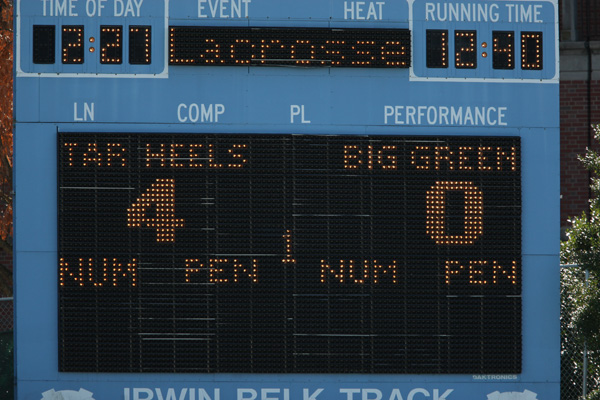 TIME OF DAY EVENT HEAT RUNNING TIME
2:27 Lacrosse 12:40
LN COMP PL PERFORMANCE
TAR HEELS BIG GREEN
4 1 0
NUM PEN NUM PEN
DAKTRONICS
IRWIN BELK TRACK